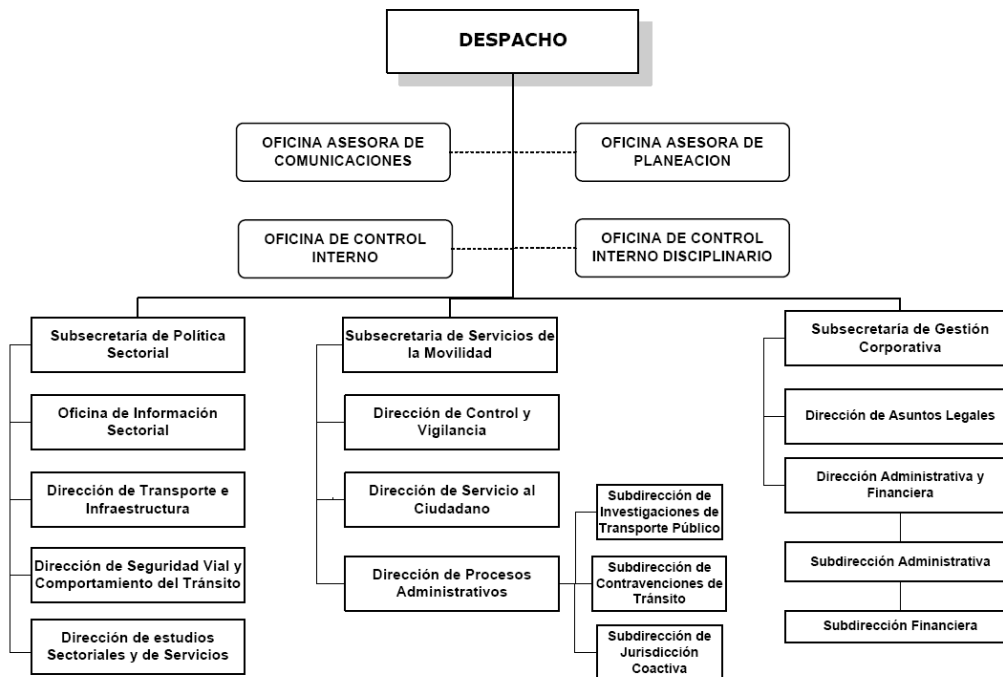 DESPACHO
OFICINA ASESORA DE
COMUNICACIONES
OFICINA ASESORA DE
PLANEACION
OFICINA DE CONTROL
INTERNO
OFICINA DE CONTROL
INTERNO DISCIPLINARIO
Subsecretaría de Política
Sectorial
Oficina de Información
Sectorial
Dirección de Transporte e
Infraestructura
Dirección de Seguridad Vial y
Comportamiento del Tránsito
Dirección de estudios
Sectoriales y de Servicios
Subsecretaria de Servicios de
la Movilidad
Dirección de Control y
Vigilancia
Dirección de Servicio al
Ciudadano
Dirección de Procesos
Administrativos
Subdirección de
Investigaciones de
Transporte Público
Subdirección de
Contravenciones de
Tránsito
Subdirección de
Jurisdicción
Coactiva
Subsecretaría de Gestión
Corporativa
Dirección de Asuntos Legales
Dirección Administrativa y
Financiera
Subdirección Administrativa
Subdirección Financiera